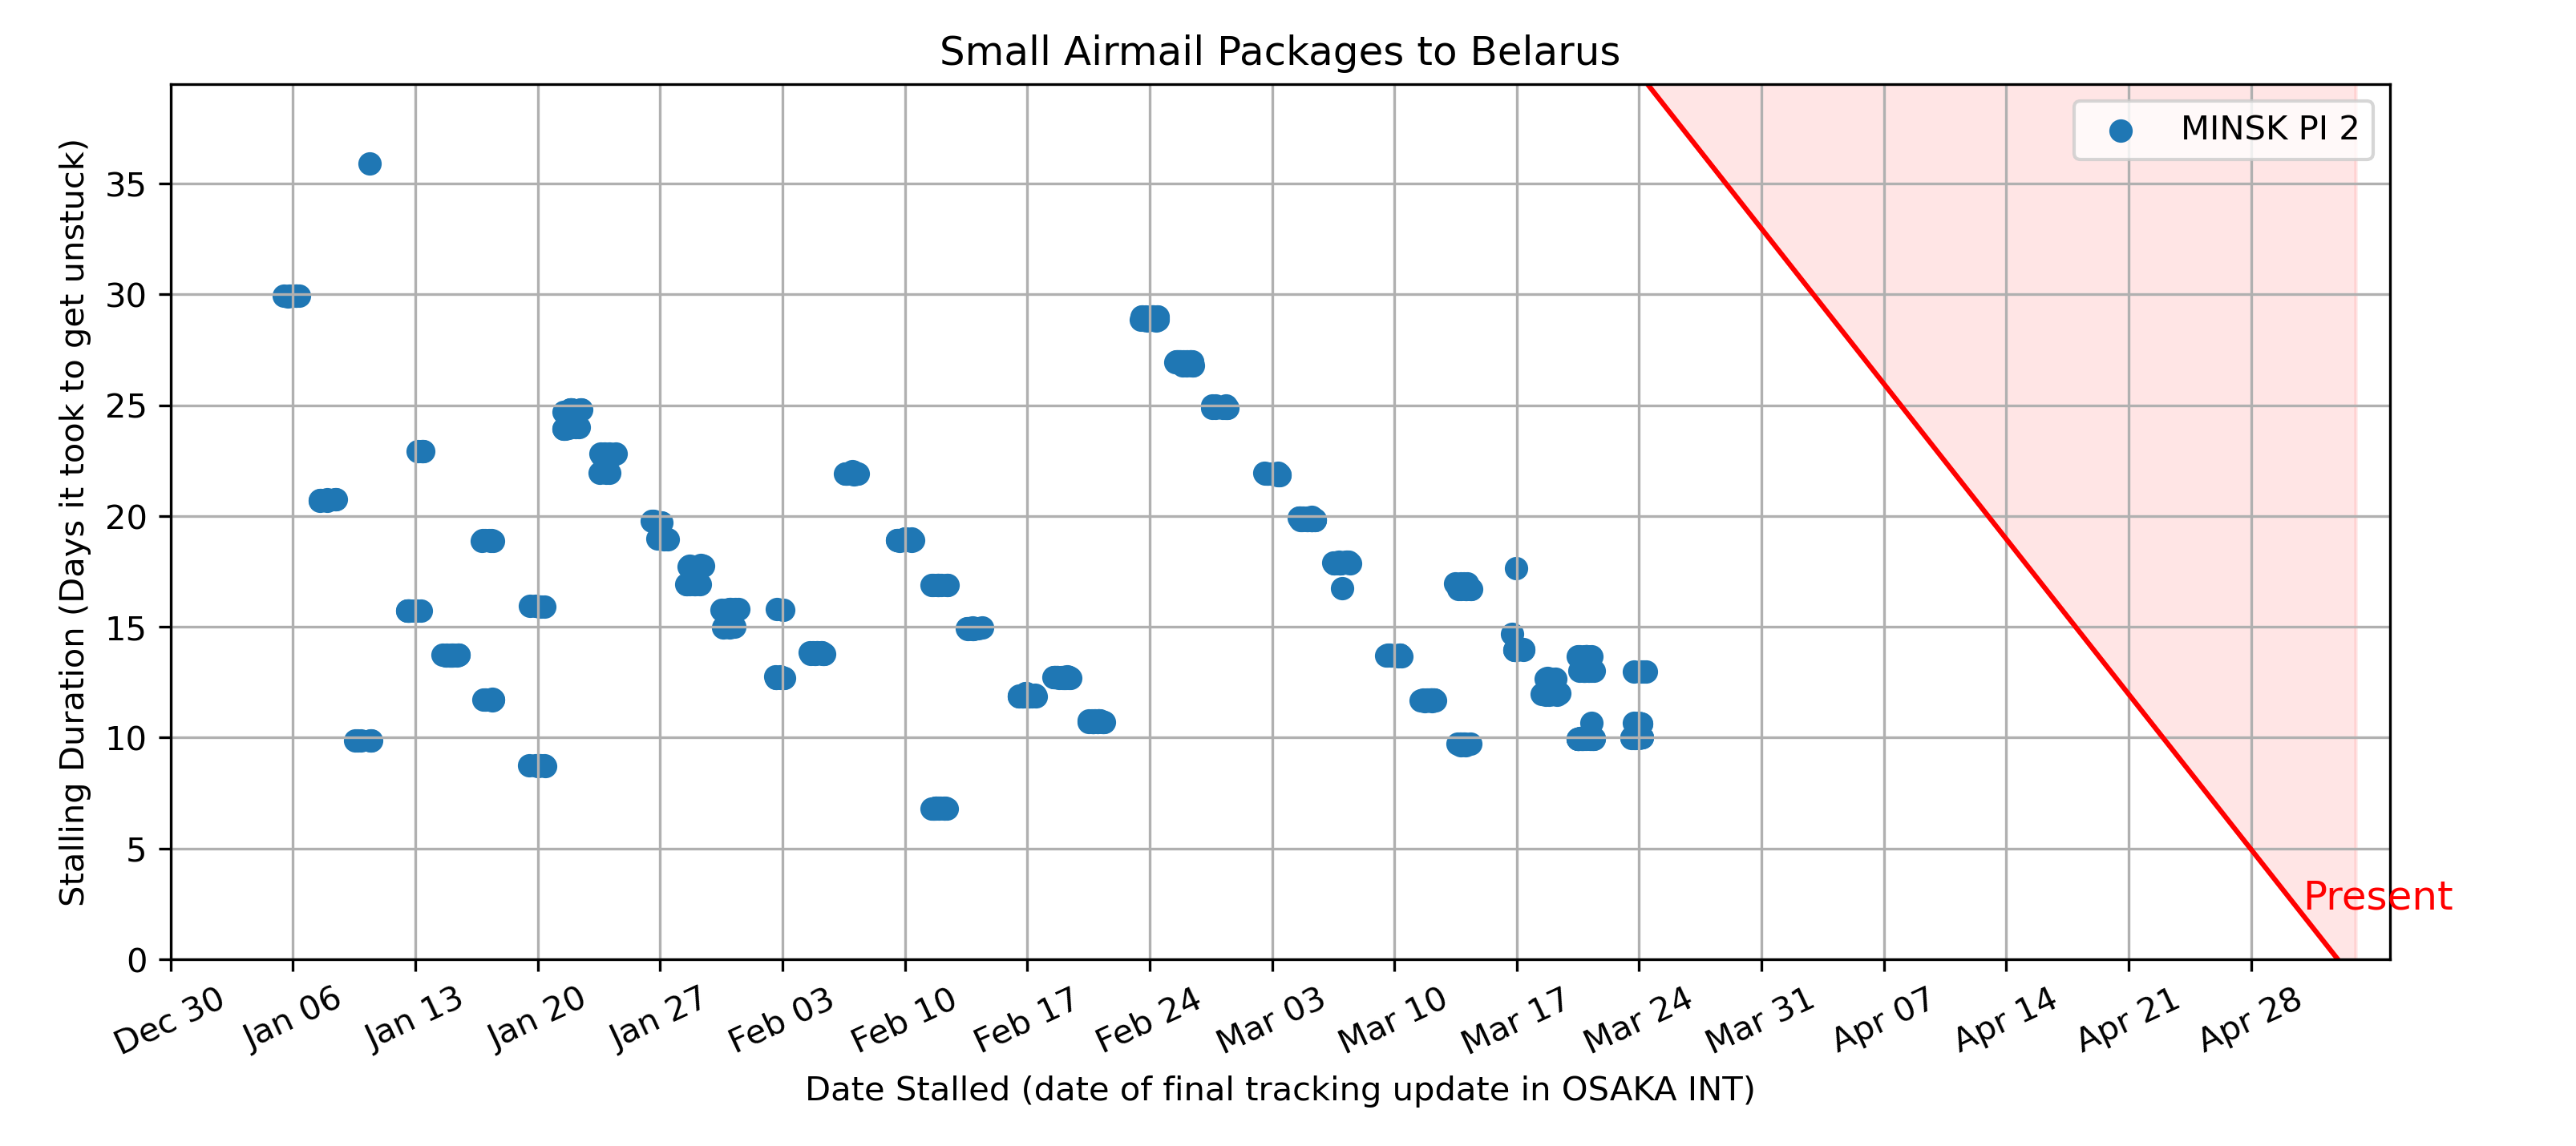 Small Airmail Packages to Belarus
MINSK PI 2
Stalling Duration (Days it took to get unstuck)
35
30
25
20
15
10
5
0
Present
Dec 30
Jan 06
Jan 13
Jan 20
Jan 27
Feb 03
Feb 10
Feb 17
Feb 24
Mar 03
Mar 10
Mar 17
Mar 24
Mar 31
Apr 07
Apr 14
Apr 21
Apr 28
Date Stalled (date of final tracking update in OSAKA INT)